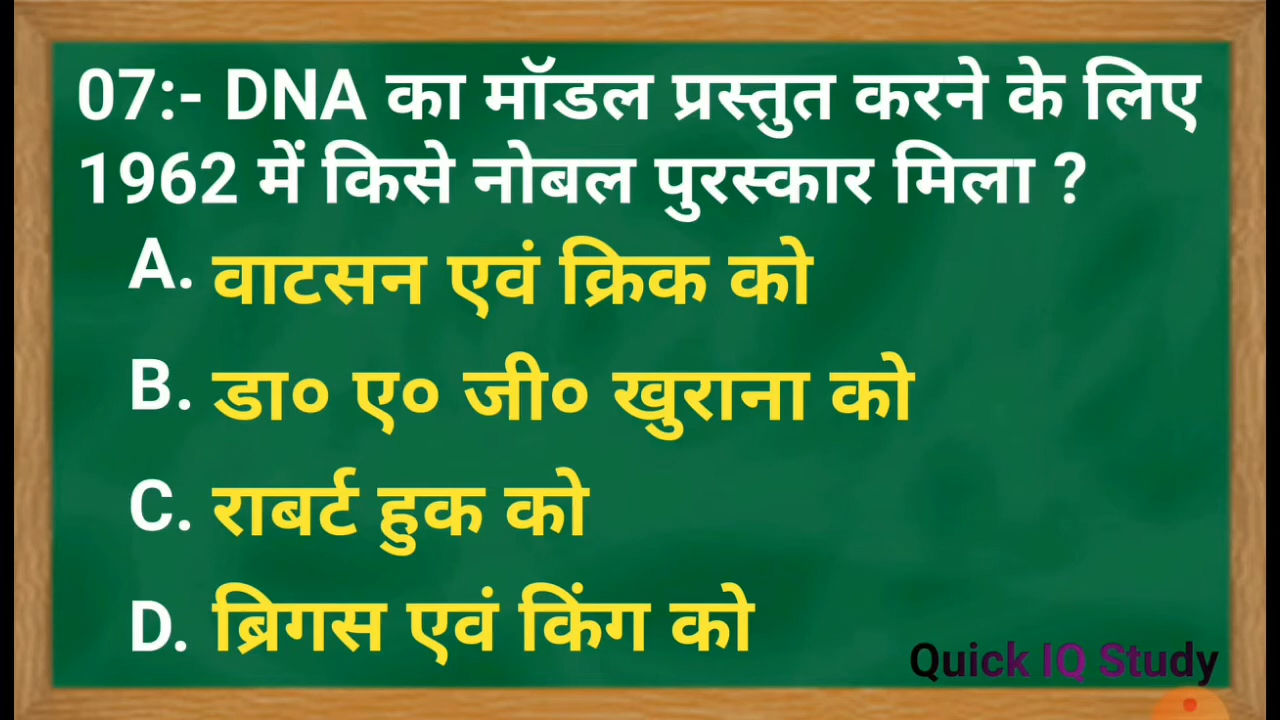 07:- DNA का मॉडल प्रस्तुत करने के लिए
1962 में किसे नोबल पुरस्कार मिला ?
A. वाटसन एवं क्रिक को
B. डा० ए० जी० खुराना को
C. राबर्ट हुक को
D. ब्रिगस एवं किंग को
Quick IQ Study